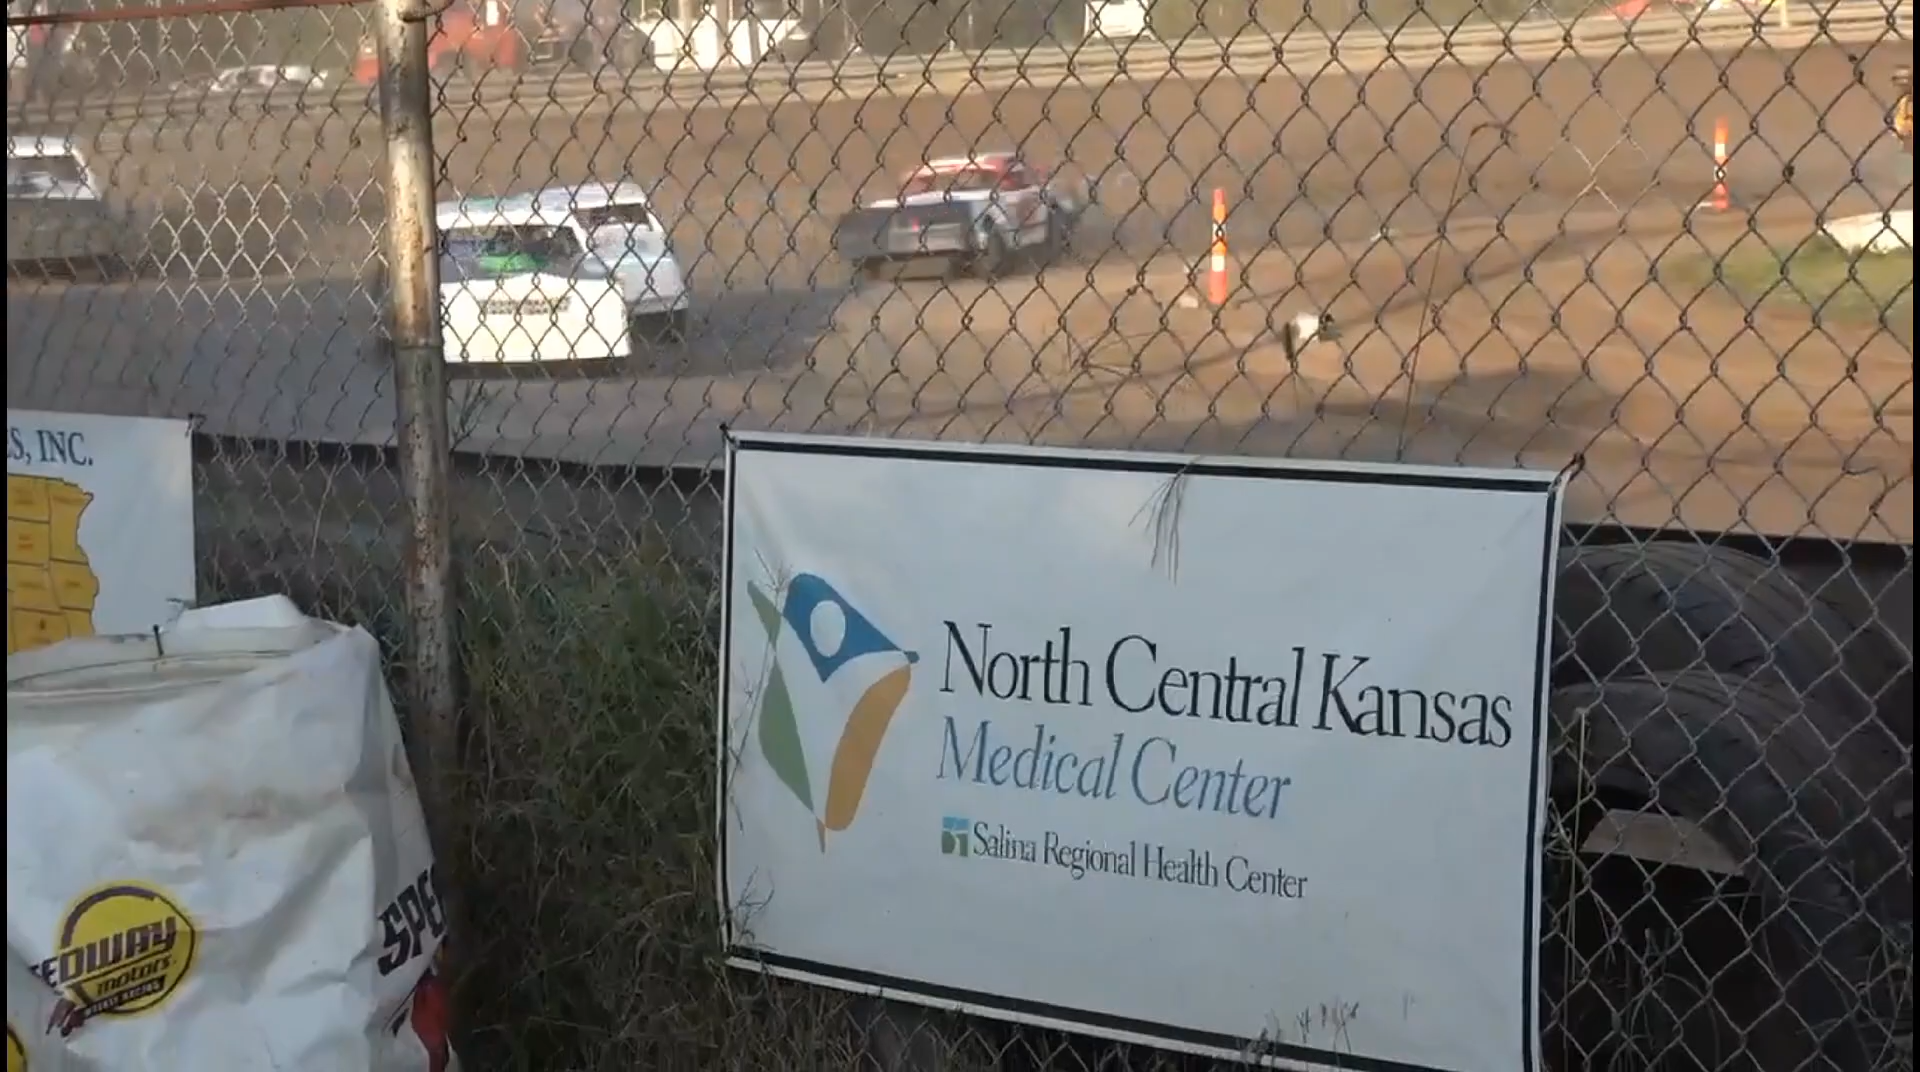 S, INC.
North Central Kansas
Medical Center
Salina Regional Health Center
EDWAY
motors
SPE